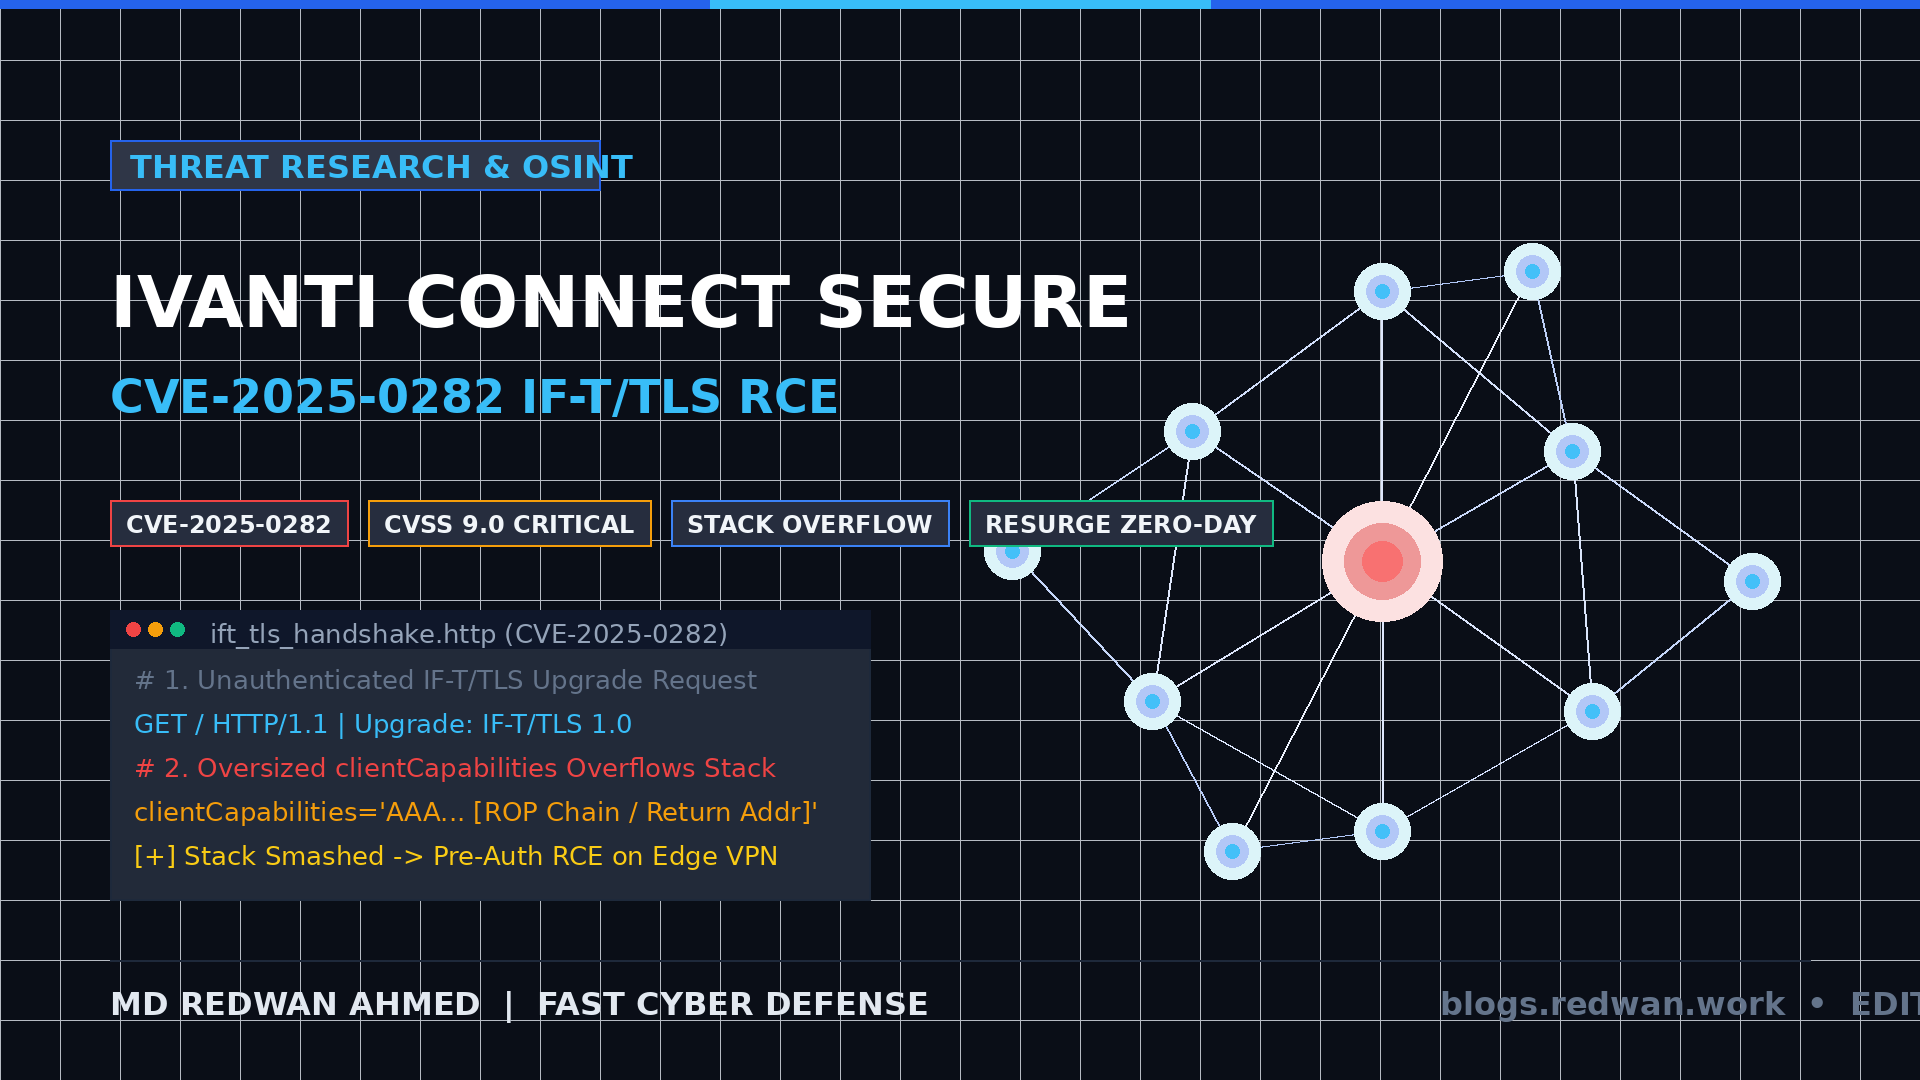 THREAT RESEARCH & OSINT
IVANTI CONNECT SECURE
CVE-2025-0282 IF-T/TLS RCE
CVE-2025-0282
CVSS 9.0 CRITICAL
STACK OVERFLOW
RESURGE ZERO-DAY
ift_tls_handshake.http (CVE-2025-0282)
# 1. Unauthenticated IF-T/TLS Upgrade Request
GET / HTTP/1.1 | Upgrade: IF-T/TLS 1.0
# 2. Oversized clientCapabilities Overflows Stack
clientCapabilities='AAA... [ROP Chain / Return Addr]'
[+] Stack Smashed -> Pre-Auth RCE on Edge VPN
MD REDWAN AHMED | FAST CYBER DEFENSE
blogs.redwan.work •